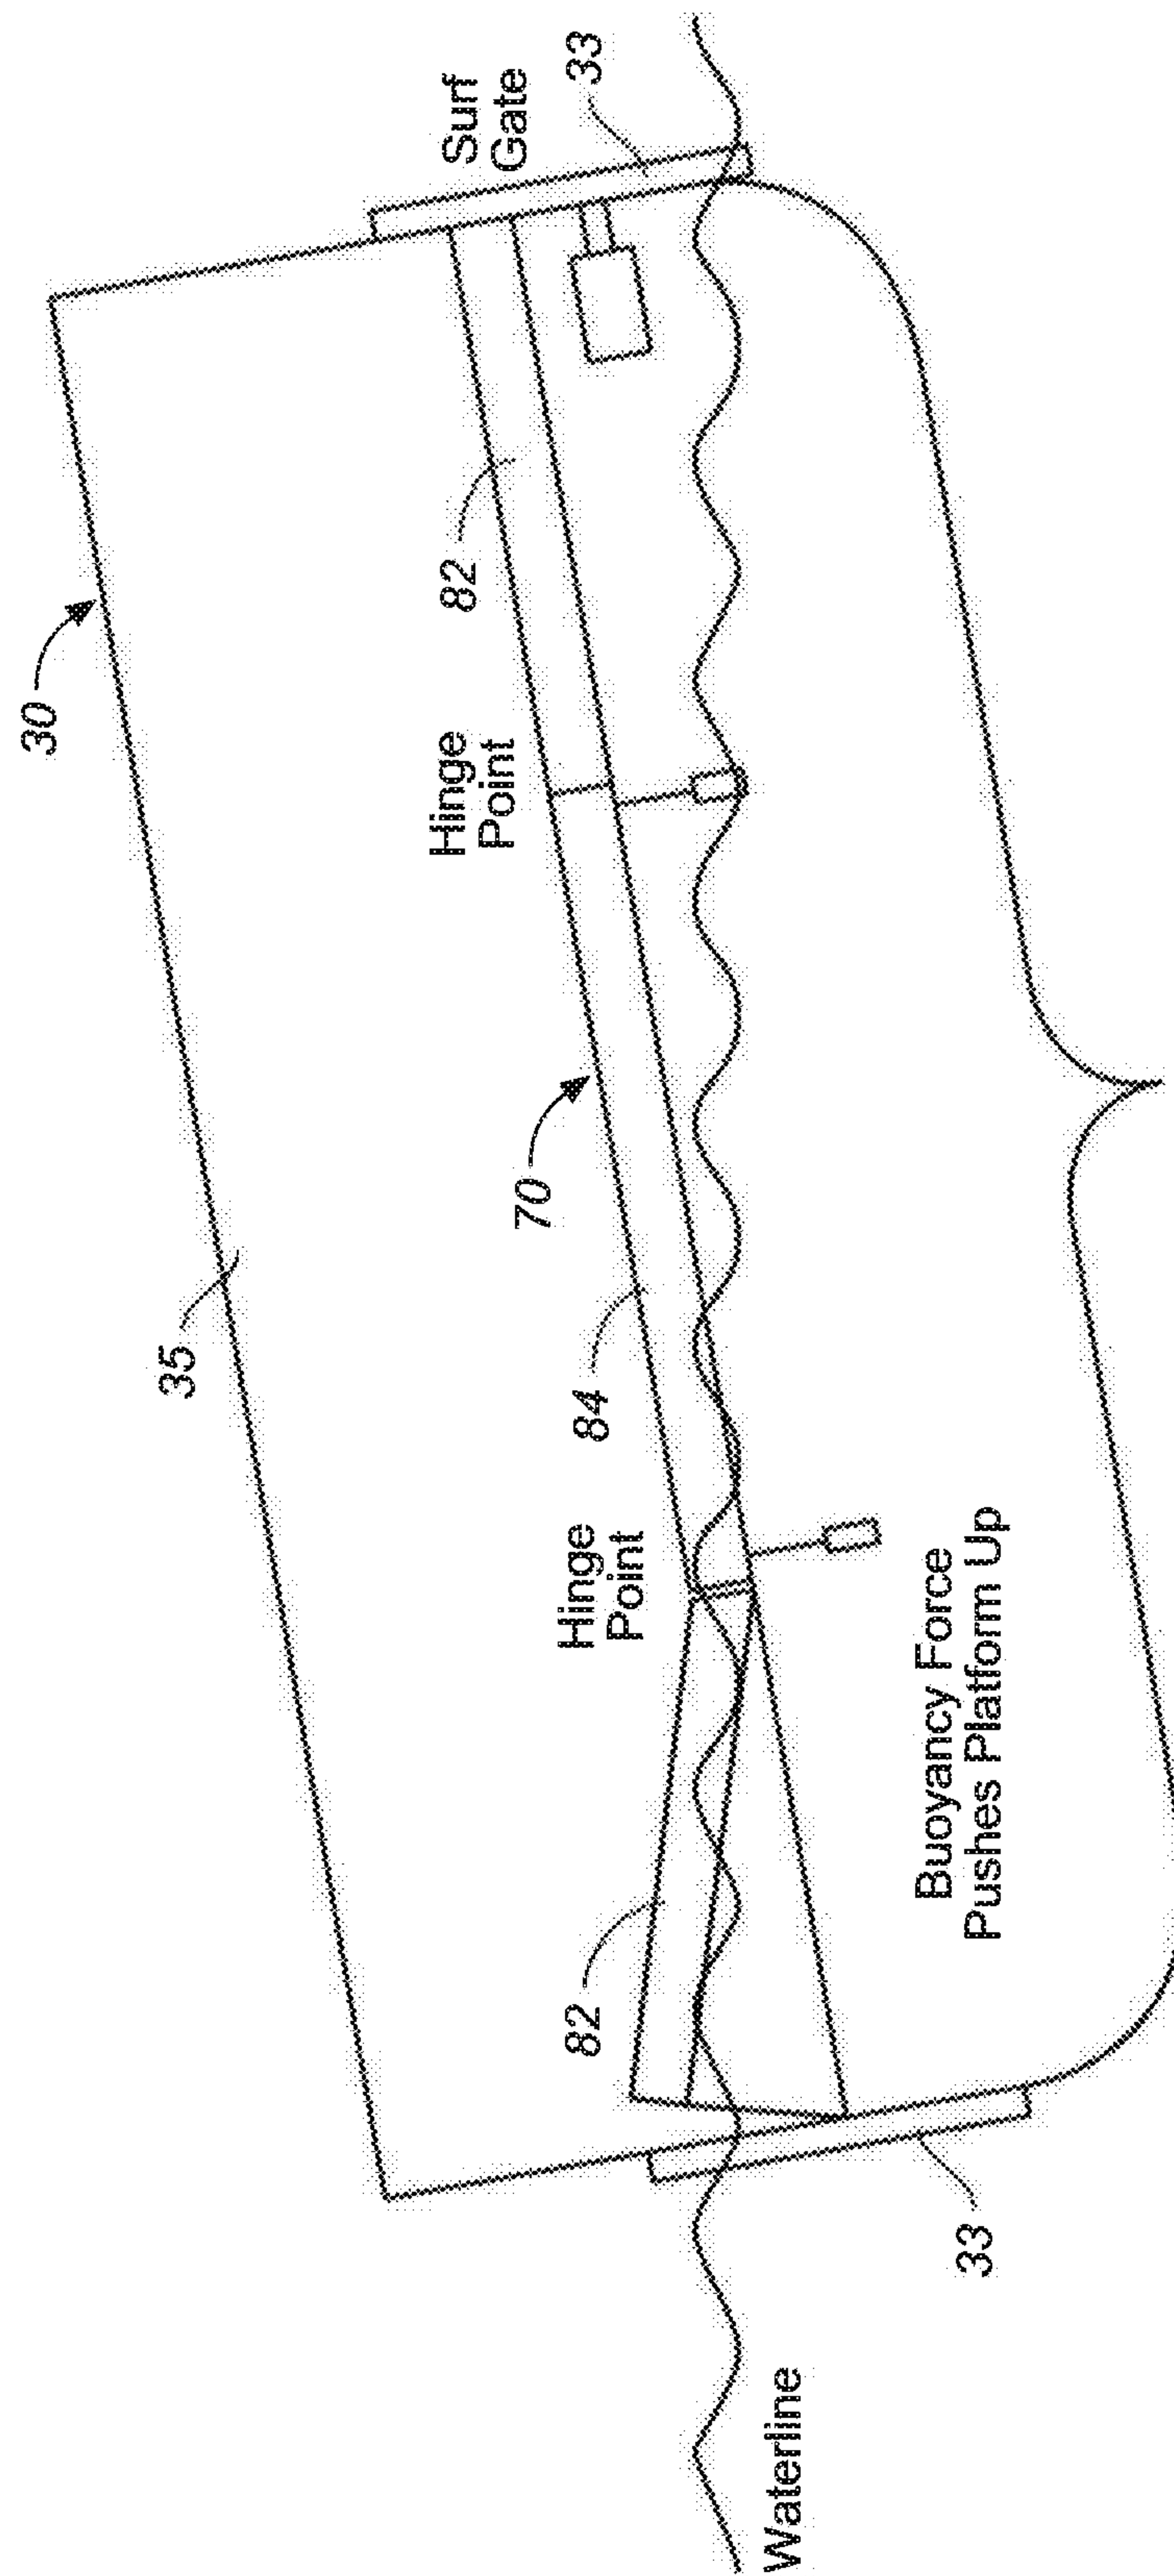 30
35
Surf
Gate
33
82
Hinge
Point
70
84
Hinge
Point
82
Buoyancy Force
Pushes Platform Up
33
Waterline